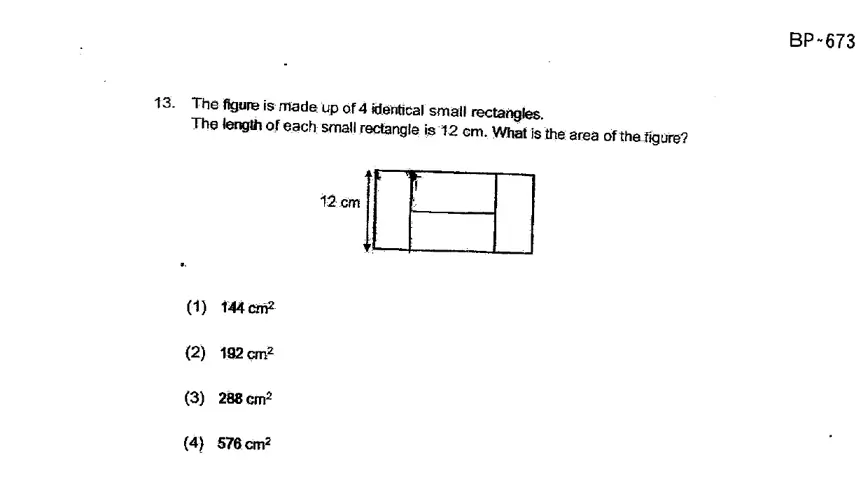 BP-673
13. The figure is made up of 4 identical small rectangles.
The length of each small rectangle is 12 cm. What is the area of the figure?
12 cm
(1) 144 cm²
(2) 192 cm²
(3) 288 cm²
(4) 576 cm²